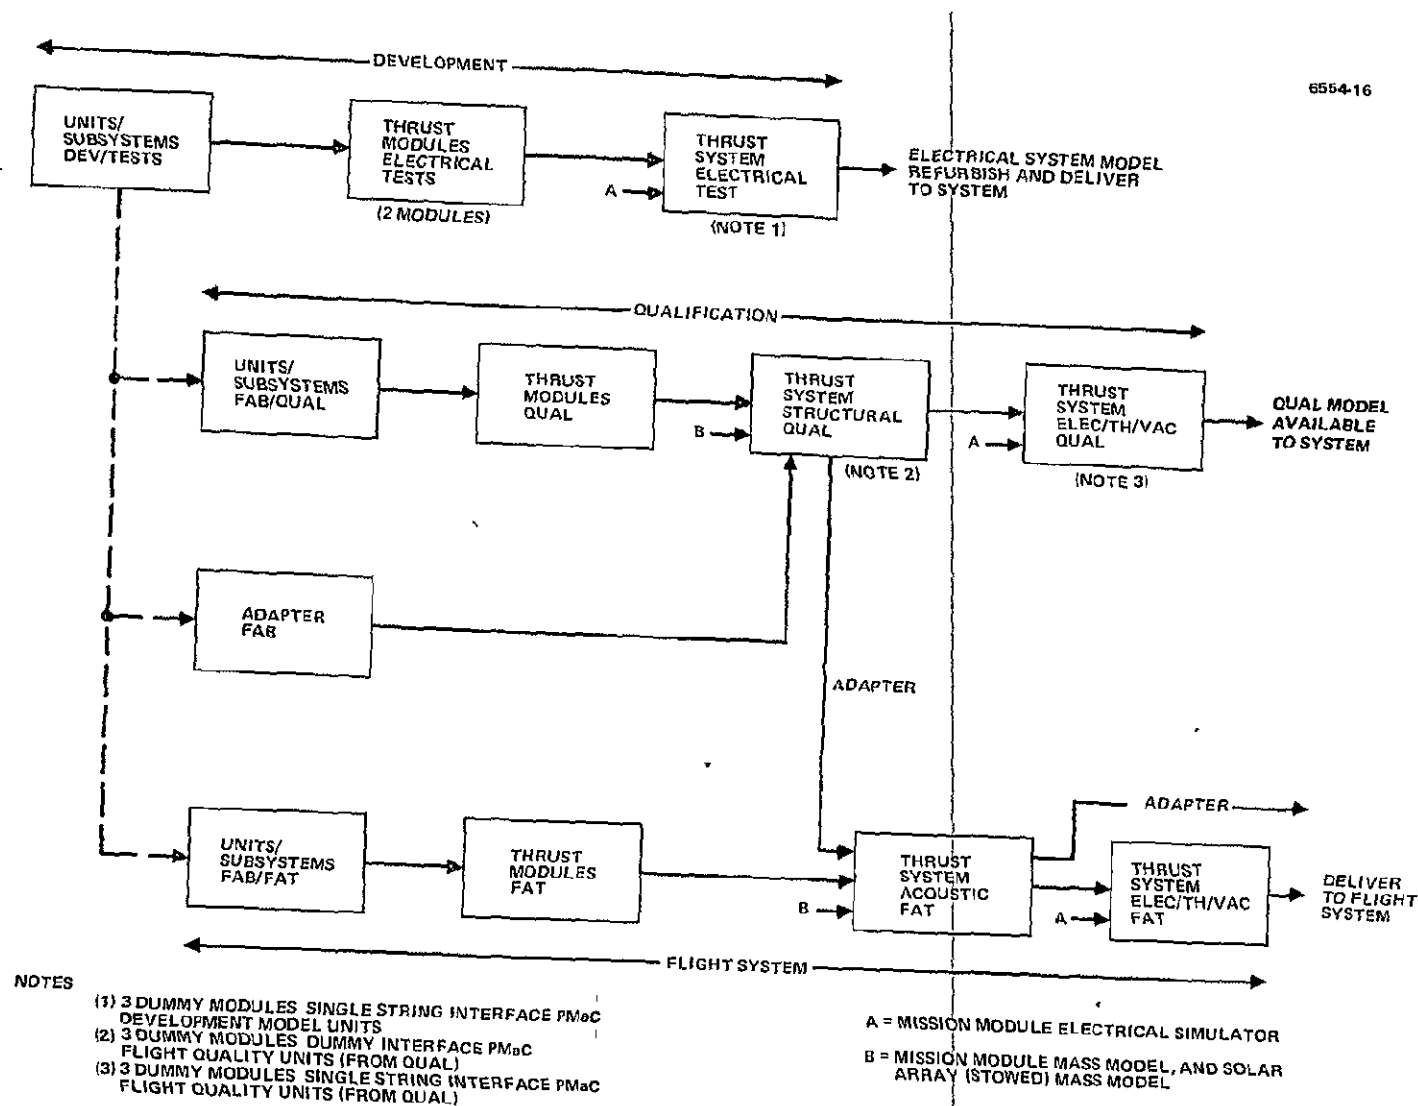 DEVELOPMENT
6554-16
UNITS/
SUBSYSTEMS
DEV/TESTS
THRUST
MODULES
ELECTRICAL
TESTS
(2 MODULES)
THRUST
SYSTEM
ELECTRICAL
TEST
A
(NOTE 1)
ELECTRICAL SYSTEM MODEL
REFURBISH AND DELIVER
TO SYSTEM
QUALIFICATION
UNITS/
SUBSYSTEMS
FAB/QUAL
THRUST
MODULES
QUAL
THRUST
SYSTEM
STRUCTURAL
QUAL
B
(NOTE 2)
THRUST
SYSTEM
ELEC/TH/VAC
QUAL
A
(NOTE 3)
QUAL MODEL
AVAILABLE
TO SYSTEM
ADAPTER
FAB
ADAPTER
UNITS/
SUBSYSTEMS
FAB/FAT
THRUST
MODULES
FAT
THRUST
SYSTEM
ACOUSTIC
FAT
B
ADAPTER
THRUST
SYSTEM
ELEC/TH/VAC
FAT
A
DELIVER
TO FLIGHT
SYSTEM
FLIGHT SYSTEM
NOTES
(1) 3 DUMMY MODULES SINGLE STRING INTERFACE PMaC
DEVELOPMENT MODEL UNITS
(2) 3 DUMMY MODULES DUMMY INTERFACE PMaC
FLIGHT QUALITY UNITS (FROM QUAL)
(3) 3 DUMMY MODULES SINGLE STRING INTERFACE PMaC
FLIGHT QUALITY UNITS (FROM QUAL)
A = MISSION MODULE ELECTRICAL SIMULATOR
B = MISSION MODULE MASS MODEL, AND SOLAR
ARRAY (STOWED) MASS MODEL